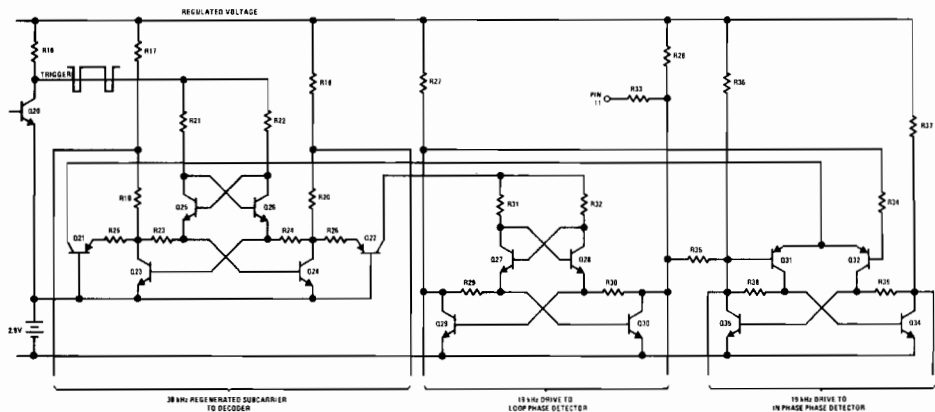 REGULATED VOLTAGE
R16
R17
R18
R27
R28
R36
R37
TRIGGER
PIN
11
R33
Q20
R21
R22
R19
R20
R31
R32
R34
Q25
Q26
Q21
R25
R23
R24
R26
Q22
Q27
Q28
R35
Q31
Q32
Q23
Q24
R29
R30
R38
R39
2.9V
Q29
Q30
Q35
Q34
38 kHz REGENERATED SUBCARRIER
TO DECODER
19 kHz DRIVE TO
LOOP PHASE DETECTOR
19 kHz DRIVE TO
IN PHASE PHASE DETECTOR